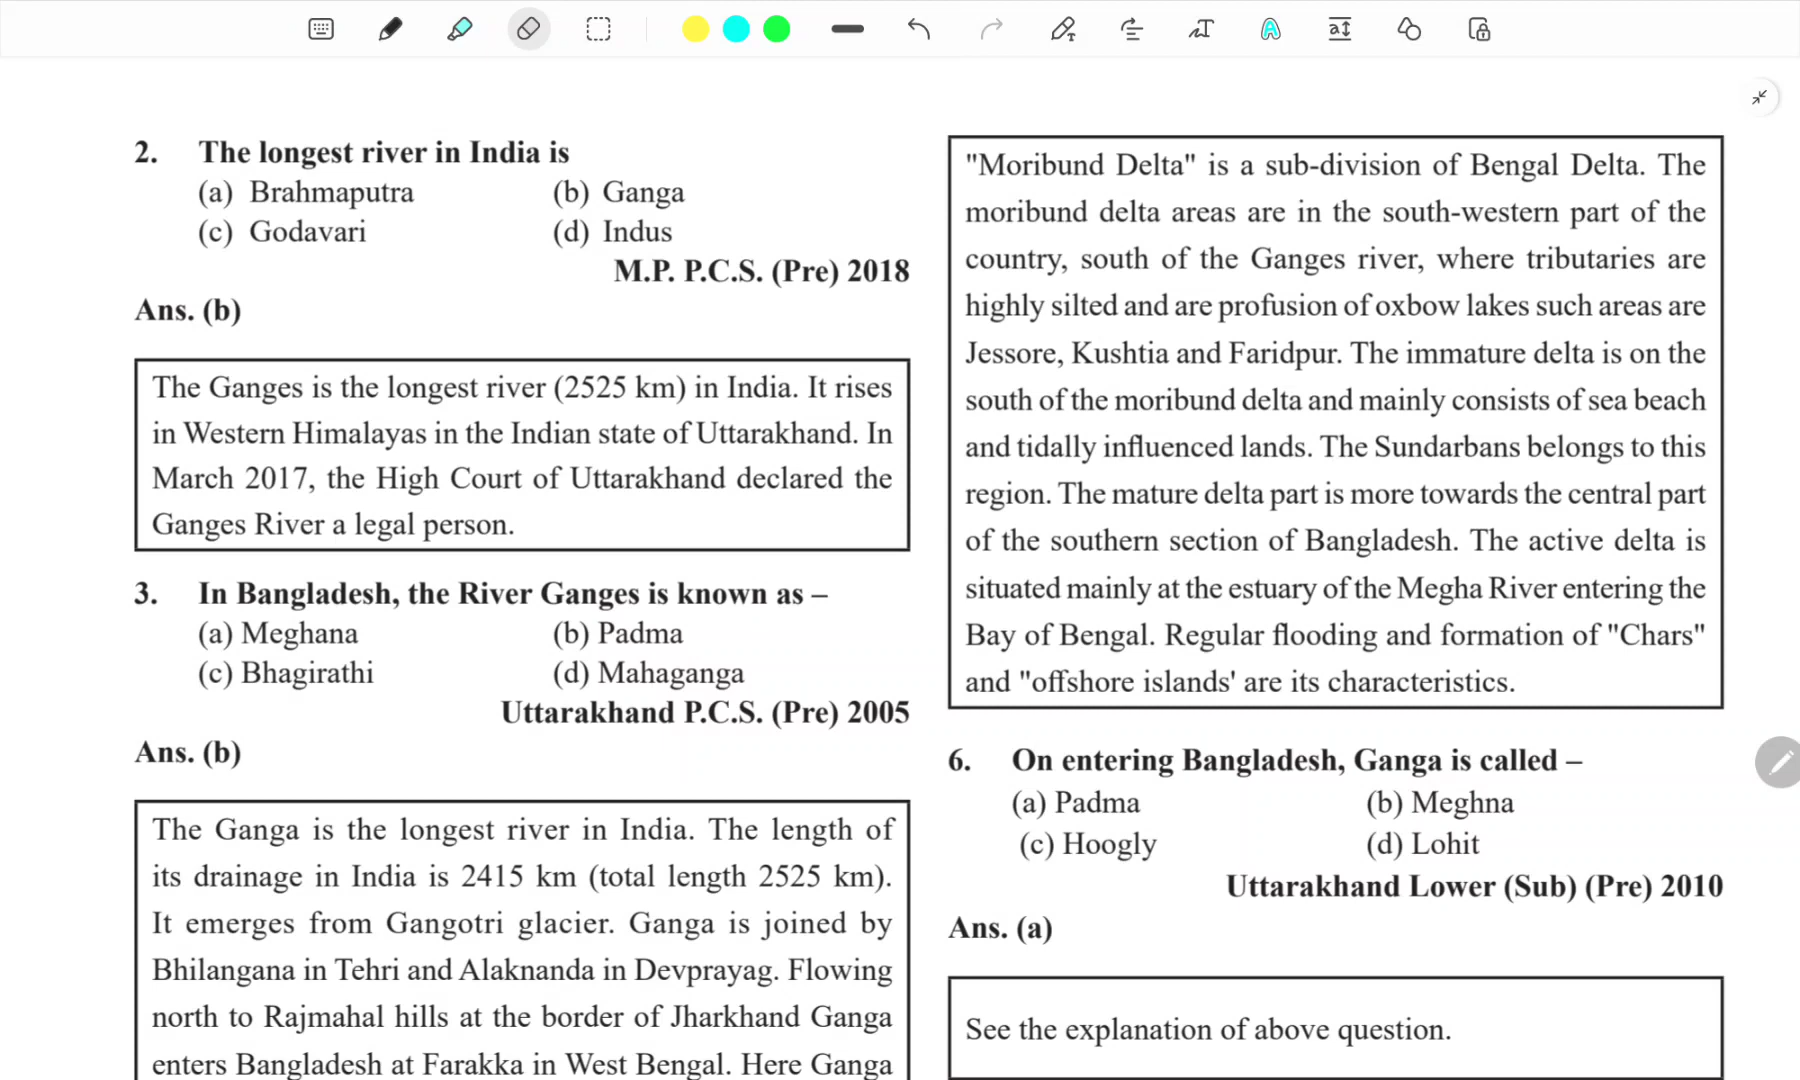 2. The longest river in India is
(a) Brahmaputra (b) Ganga
(c) Godavari (d) Indus
M.P. P.C.S. (Pre) 2018
Ans. (b)
The Ganges is the longest river (2525 km) in India. It rises
in Western Himalayas in the Indian state of Uttarakhand. In
March 2017, the High Court of Uttarakhand declared the
Ganges River a legal person.
3. In Bangladesh, the River Ganges is known as –
(a) Meghana (b) Padma
(c) Bhagirathi (d) Mahaganga
Uttarakhand P.C.S. (Pre) 2005
Ans. (b)
The Ganga is the longest river in India. The length of
its drainage in India is 2415 km (total length 2525 km).
It emerges from Gangotri glacier. Ganga is joined by
Bhilangana in Tehri and Alaknanda in Devprayag. Flowing
north to Rajmahal hills at the border of Jharkhand Ganga
enters Bangladesh at Farakka in West Bengal. Here Ganga
"Moribund Delta" is a sub-division of Bengal Delta. The
moribund delta areas are in the south-western part of the
country, south of the Ganges river, where tributaries are
highly silted and are profusion of oxbow lakes such areas are
Jessore, Kushtia and Faridpur. The immature delta is on the
south of the moribund delta and mainly consists of sea beach
and tidally influenced lands. The Sundarbans belongs to this
region. The mature delta part is more towards the central part
of the southern section of Bangladesh. The active delta is
situated mainly at the estuary of the Megha River entering the
Bay of Bengal. Regular flooding and formation of "Chars"
and "offshore islands' are its characteristics.
6. On entering Bangladesh, Ganga is called –
(a) Padma (b) Meghna
(c) Hoogly (d) Lohit
Uttarakhand Lower (Sub) (Pre) 2010
Ans. (a)
See the explanation of above question.